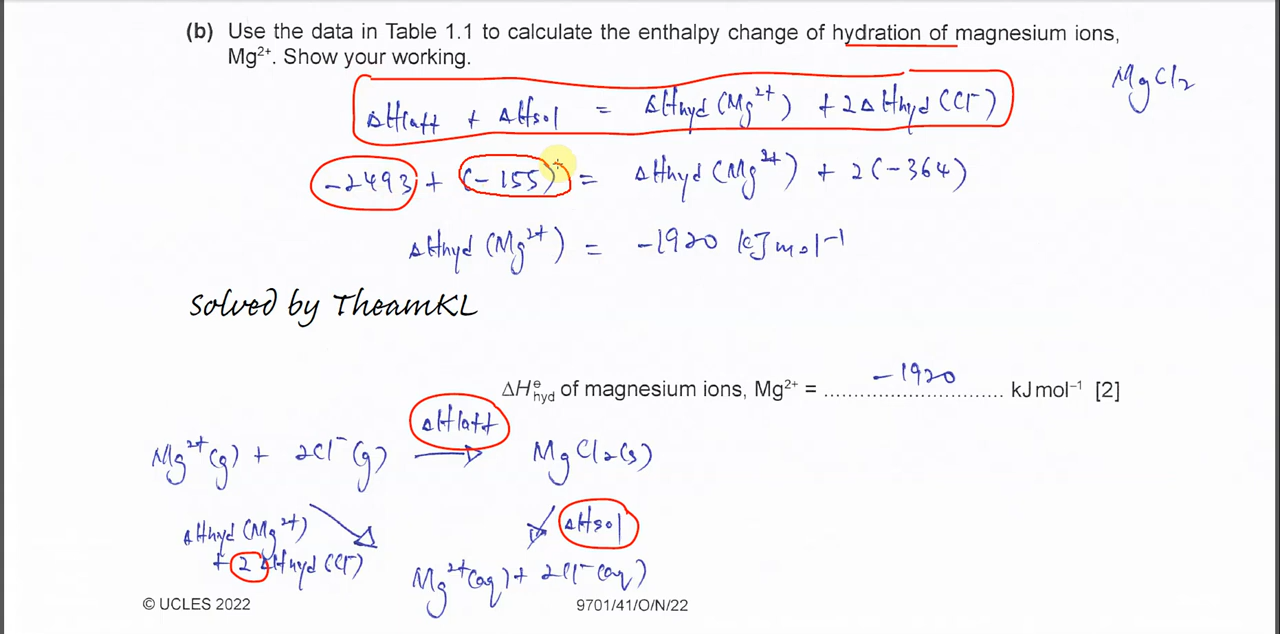 (b) Use the data in Table 1.1 to calculate the enthalpy change of hydration of magnesium ions,
Mg²⁺. Show your working.
MgCl2
ΔHlatt + ΔHsol = ΔHhyd (Mg²⁺) + 2ΔHhyd (Cl⁻)
-2493 + (-155) = ΔHhyd (Mg²⁺) + 2(-364)
ΔHhyd (Mg²⁺) = -1920 kJmol⁻¹
Solved by TheamKL
-1920
ΔH⁠ᶱhyd of magnesium ions, Mg²⁺ = .............................. kJ mol⁻¹ [2]
ΔHlatt
Mg²⁺(g) + 2Cl⁻(g) → MgCl2(s)
ΔHhyd (Mg²⁺)
+ 2ΔHhyd (Cl⁻)
ΔHsol
Mg²⁺(aq) + 2Cl⁻(aq)
© UCLES 2022
9701/41/O/N/22